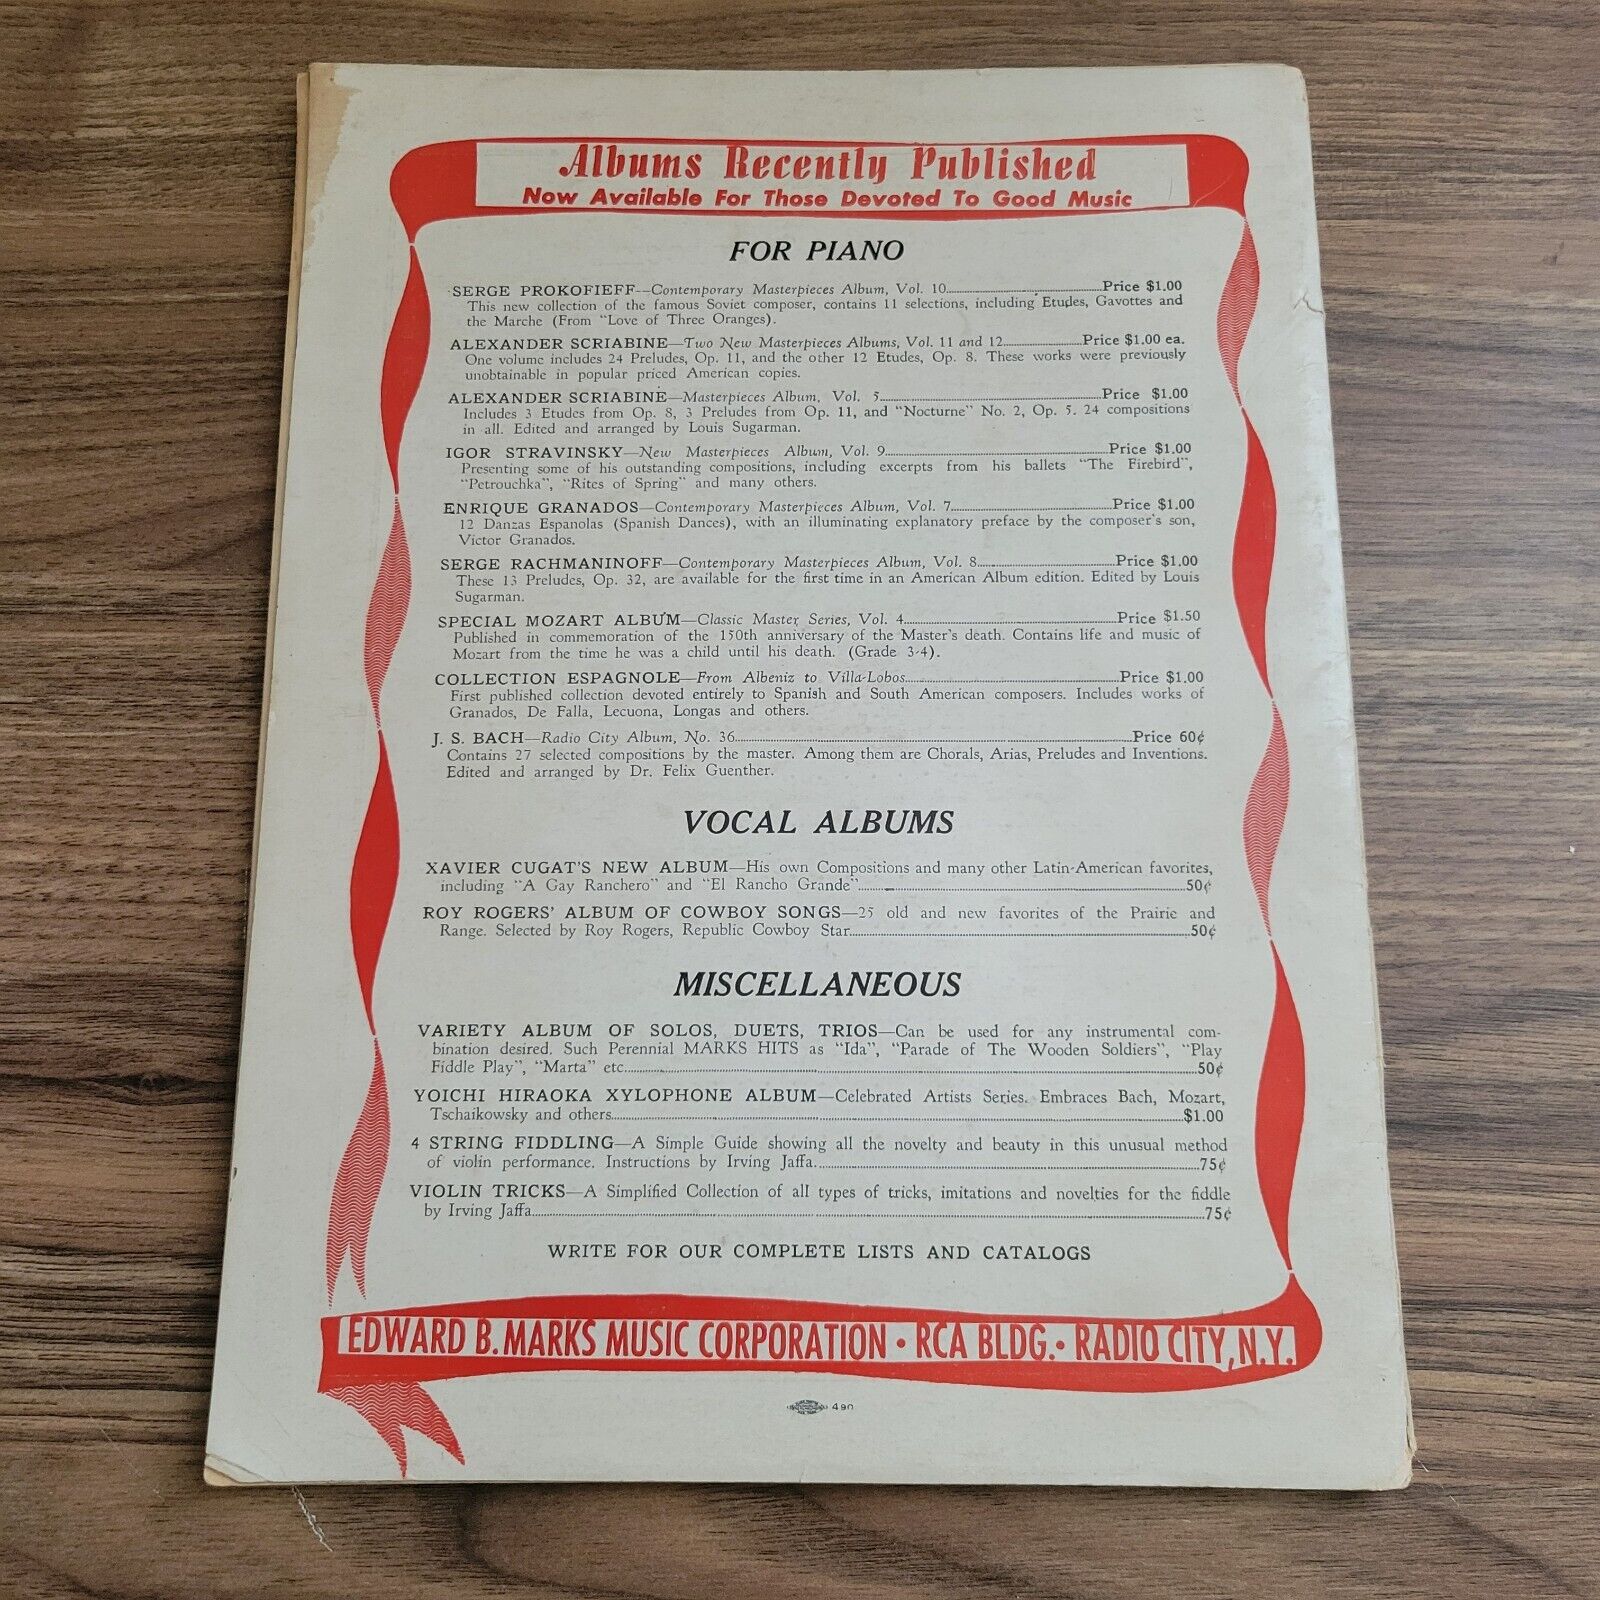 Albums Recently Published
Now Available For Those Devoted To Good Music
FOR PIANO
SERGE PROKOFIEFF—Contemporary Masterpieces Album, Vol. 10 Price $1.00
This new collection of the famous Soviet composer, contains 11 selections, including Etudes, Gavottes and
the Marche (From "Love of Three Oranges).
ALEXANDER SCRIABINE—Two New Masterpieces Albums, Vol. 11 and 12 Price $1.00 ea.
One volume includes 24 Preludes, Op. 11, and the other 12 Etudes, Op. 8. These works were previously
unobtainable in popular priced American copies.
ALEXANDER SCRIABINE—Masterpieces Album, Vol. 5 Price $1.00
Includes 3 Etudes from Op. 8, 3 Preludes from Op. 11, and "Nocturne" No. 2, Op. 5. 24 compositions
in all. Edited and arranged by Louis Sugarman.
IGOR STRAVINSKY—New Masterpieces Album, Vol. 9 Price $1.00
Presenting some of his outstanding compositions, including excerpts from his ballets "The Firebird",
"Petrouchka", "Rites of Spring" and many others.
ENRIQUE GRANADOS—Contemporary Masterpieces Album, Vol. 7 Price $1.00
12 Danzas Espanolas (Spanish Dances), with an illuminating explanatory preface by the composer's son,
Victor Granados.
SERGE RACHMANINOFF—Contemporary Masterpieces Album, Vol. 8 Price $1.00
These 13 Preludes, Op. 32, are available for the first time in an American Album edition. Edited by Louis
Sugarman.
SPECIAL MOZART ALBUM—Classic Master Series, Vol. 4 Price $1.50
Published in commemoration of the 150th anniversary of the Master's death. Contains life and music of
Mozart from the time he was a child until his death. (Grade 3-4).
COLLECTION ESPAGNOLE—From Albeniz to Villa-Lobos Price $1.00
First published collection devoted entirely to Spanish and South American composers. Includes works of
Granados, De Falla, Lecuona, Longas and others.
J. S. BACH—Radio City Album, No. 36 Price 60¢
Contains 27 selected compositions by the master. Among them are Chorals, Arias, Preludes and Inventions.
Edited and arranged by Dr. Felix Guenther.
VOCAL ALBUMS
XAVIER CUGAT'S NEW ALBUM—His own Compositions and many other Latin-American favorites,
including "A Gay Ranchero" and "El Rancho Grande" 50¢
ROY ROGERS' ALBUM OF COWBOY SONGS—25 old and new favorites of the Prairie and
Range. Selected by Roy Rogers, Republic Cowboy Star 50¢
MISCELLANEOUS
VARIETY ALBUM OF SOLOS, DUETS, TRIOS—Can be used for any instrumental com-
bination desired. Such Perennial MARKS HITS as "Ida", "Parade of The Wooden Soldiers", "Play
Fiddle Play", "Marta" etc 50¢
YOICHI HIRAOKA XYLOPHONE ALBUM—Celebrated Artists Series. Embraces Bach, Mozart,
Tschaikowsky and others $1.00
4 STRING FIDDLING—A Simple Guide showing all the novelty and beauty in this unusual method
of violin performance. Instructions by Irving Jaffa 75¢
VIOLIN TRICKS—A Simplified Collection of all types of tricks, imitations and novelties for the fiddle
by Irving Jaffa 75¢
WRITE FOR OUR COMPLETE LISTS AND CATALOGS
EDWARD B. MARKS MUSIC CORPORATION • RCA BLDG. • RADIO CITY, N.Y.
490